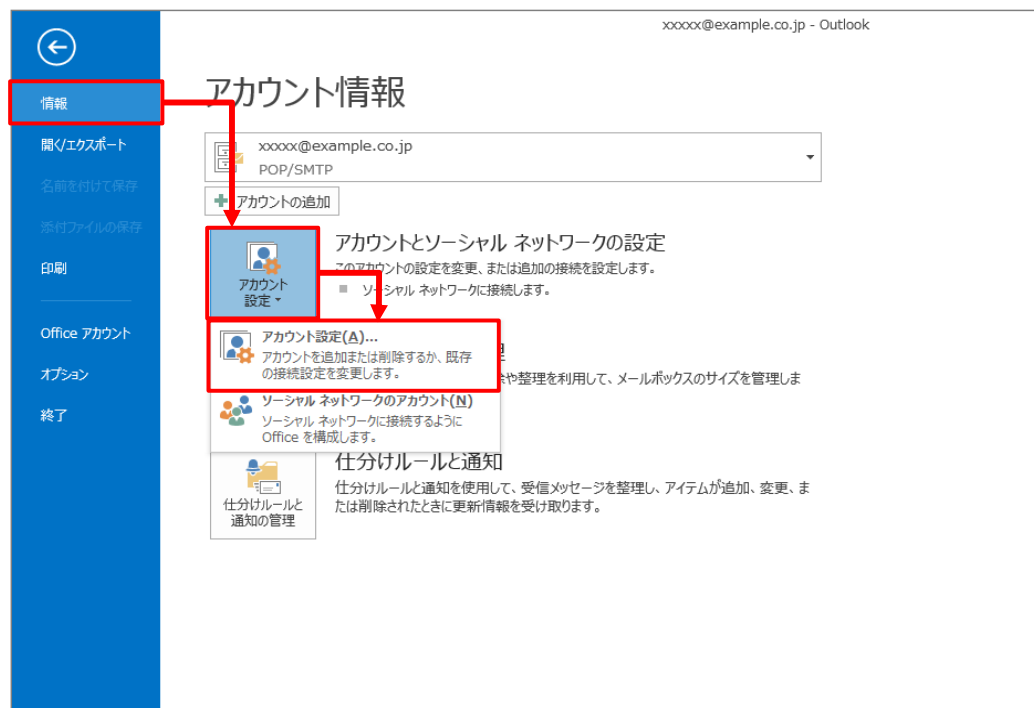 xxxxx@example.co.jp - Outlook
アカウント情報
情報
開く/エクスポート
名前を付けて保存
添付ファイルの保存
印刷
Office アカウント
オプション
終了
xxxxx@example.co.jp
POP/SMTP
アカウントの追加
アカウント
設定
アカウントとソーシャル ネットワークの設定
このアカウントの設定を変更、または追加の接続を設定します。
ソーシャル ネットワークに接続します。
アカウント設定(A)...
アカウントを追加または削除するか、既存
の接続設定を変更します。
理
や整理を利用して、メールボックスのサイズを管理しま
ソーシャル ネットワークのアカウント(N)
ソーシャル ネットワークに接続するように
Office を構成します。
仕分けルールと
通知の管理
仕分けルールと通知
仕分けルールと通知を使用して、受信メッセージを整理し、アイテムが追加、変更、ま
たは削除されたときに更新情報を受け取ります。